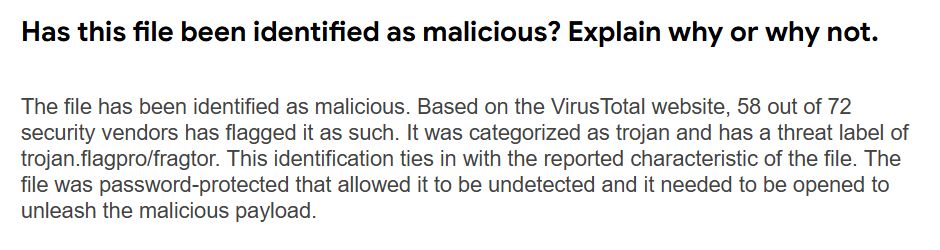 Has this file been identified as malicious? Explain why or why not.
The file has been identified as malicious. Based on the VirusTotal website, 58 out of 72
security vendors has flagged it as such. It was categorized as trojan and has a threat label of
trojan.flagpro/fragtor. This identification ties in with the reported characteristic of the file. The
file was password-protected that allowed it to be undetected and it needed to be opened to
unleash the malicious payload.